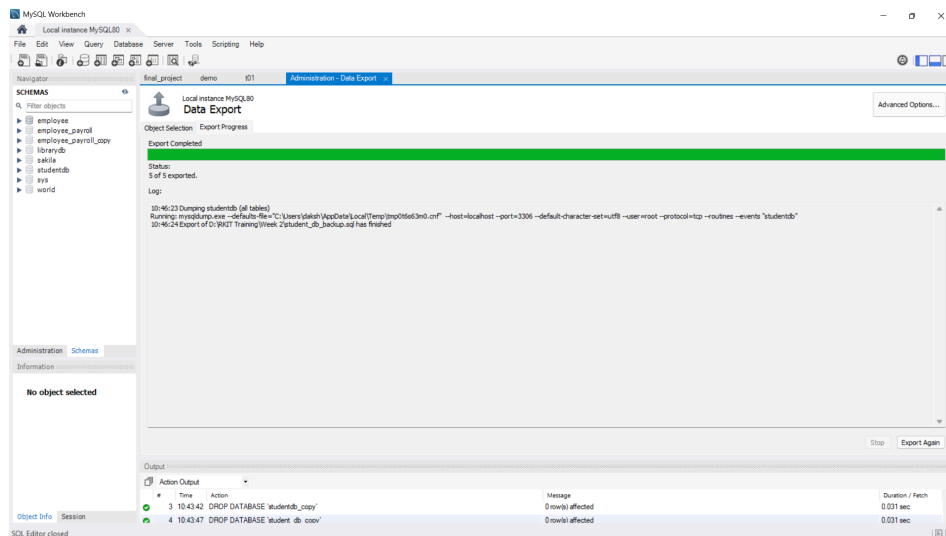 MySQL Workbench
Local instance MySQL80 ×
File Edit View Query Database Server Tools Scripting Help
Navigator
SCHEMAS
Filter objects
employee
employee_payroll
employee_payroll_copy
librarydb
sakila
studentdb
sys
world
Administration Schemas
Information
No object selected
Object Info Session
SQL Editor closed
final_project demo t01 Administration - Data Export ×
Local instance MySQL80
Data Export
Advanced Options...
Object Selection Export Progress
Export Completed
Status:
5 of 5 exported.
Log:
10:46:23 Dumping studentdb (all tables)
Running: mysqldump.exe --defaults-file="C:\Users\daksh\AppData\Local\Temp\tmp0t6s63m0.cnf" --host=localhost --port=3306 --default-character-set=utf8 --user=root --protocol=tcp --routines --events "studentdb"
10:46:24 Export of D:\RKIT Training\Week 2\student_db_backup.sql has finished
Stop Export Again
Output
Action Output
# Time Action Message Duration / Fetch
3 10:43:42 DROP DATABASE `studentdb_copy` 0 row(s) affected 0.031 sec
4 10:43:47 DROP DATABASE `student_db_copy` 0 row(s) affected 0.031 sec